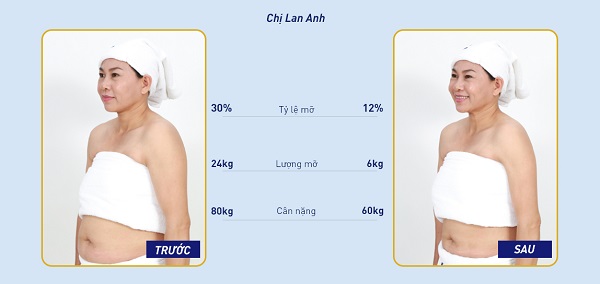 Chị Lan Anh
30% Tỷ lệ mỡ 12%
24kg Lượng mỡ 6kg
80kg Cân nặng 60kg
TRƯỚC SAU